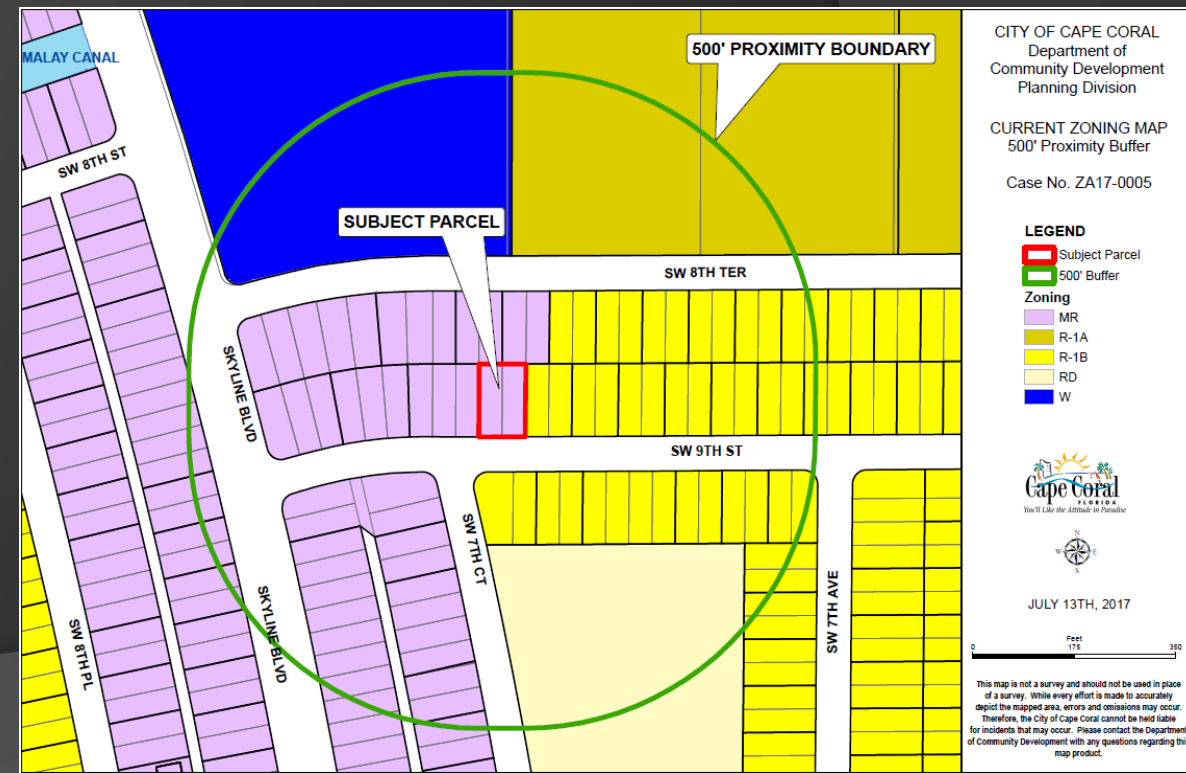 MALAY CANAL
SW 8TH ST
500' PROXIMITY BOUNDARY
SUBJECT PARCEL
SW 8TH TER
SKYLINE BLVD
SW 9TH ST
SW 7TH CT
SKYLINE BLVD
SW 8TH PL
SW 7TH AVE
CITY OF CAPE CORAL
Department of
Community Development
Planning Division
CURRENT ZONING MAP
500' Proximity Buffer
Case No. ZA17-0005
LEGEND
Subject Parcel
500' Buffer
Zoning
MR
R-1A
R-1B
RD
W
Cape Coral
FLORIDA
You'll Like the Attitude in Paradise
N
W E
S
JULY 13TH, 2017
Feet
0 175 350
This map is not a survey and should not be used in place
of a survey. While every effort is made to accurately
depict the mapped area, errors and omissions may occur.
Therefore, the City of Cape Coral cannot be held liable
for incidents that may occur. Please contact the Department
of Community Development with any questions regarding thi
map product.